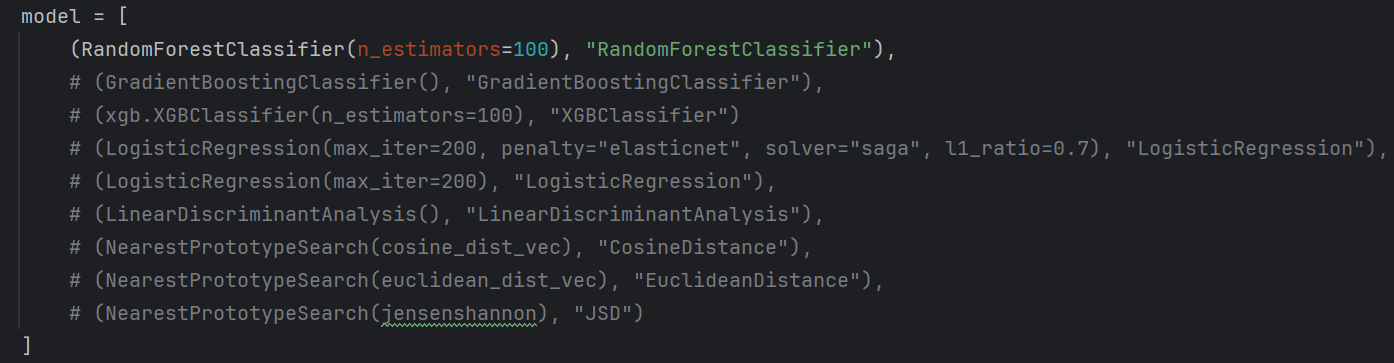 model = [
    (RandomForestClassifier(n_estimators=100), "RandomForestClassifier"),
    # (GradientBoostingClassifier(), "GradientBoostingClassifier"),
    # (xgb.XGBClassifier(n_estimators=100), "XGBClassifier")
    # (LogisticRegression(max_iter=200, penalty="elasticnet", solver="saga", l1_ratio=0.7), "LogisticRegression"),
    # (LogisticRegression(max_iter=200), "LogisticRegression"),
    # (LinearDiscriminantAnalysis(), "LinearDiscriminantAnalysis"),
    # (NearestPrototypeSearch(cosine_dist_vec), "CosineDistance"),
    # (NearestPrototypeSearch(euclidean_dist_vec), "EuclideanDistance"),
    # (NearestPrototypeSearch(jensenshannon), "JSD")
]